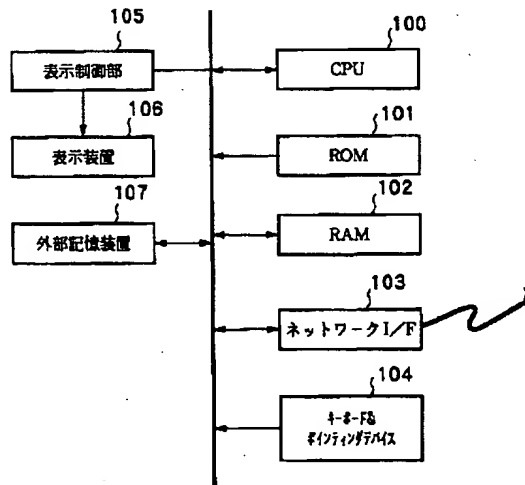 105
表示制御部
106
表示装置
107
外部記憶装置
100
CPU
101
ROM
102
RAM
103
ネットワークI/F
104
キーボード&
ポインティングデバイス